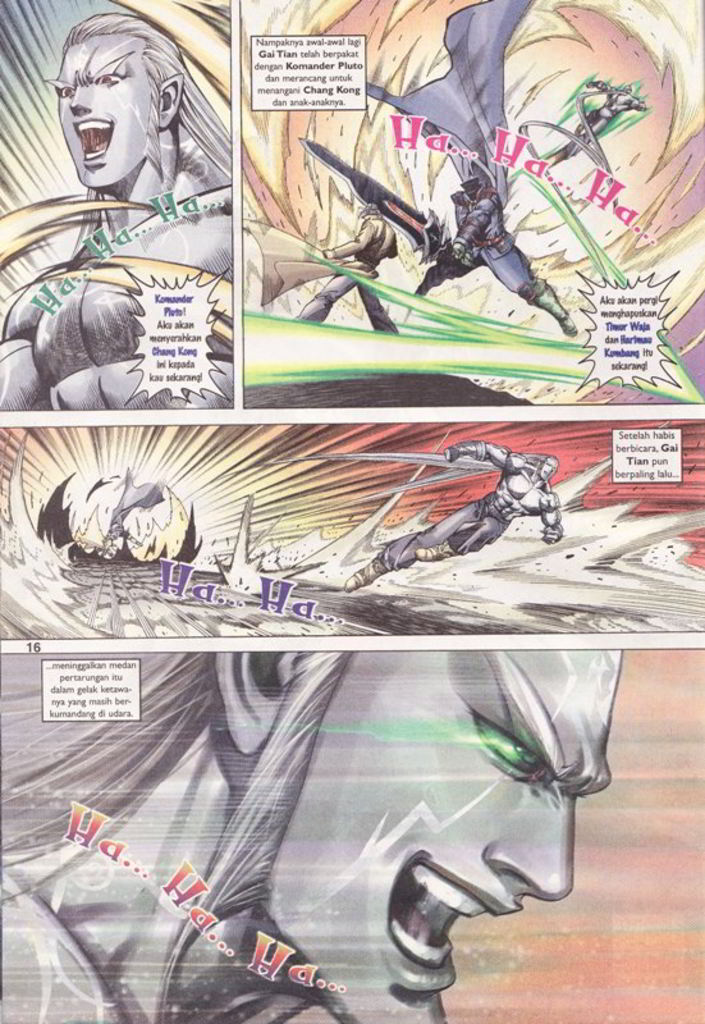 Ha... Ha... Ha...
Komander
Pluto!
Aku akan
menyerahkan
Chang Kong
ini kepada
kau sekarang!
Nampaknya awal-awal lagi
Gai Tian telah berpakat
dengan Komander Pluto
dan merancang untuk
menangani Chang Kong
dan anak-anaknya.
Ha... Ha... Ha...
Aku akan pergi
menghapuskan
Timur Waja
dan Harimau
Kumbang itu
sekarang!
Setelah habis
berbicara, Gai
Tian pun
berpaling lalu...
Ha... Ha...
16
...meninggalkan medan
pertarungan itu
dalam gelak ketawa-
nya yang masih ber-
kumandang di udara.
Ha... Ha... Ha...